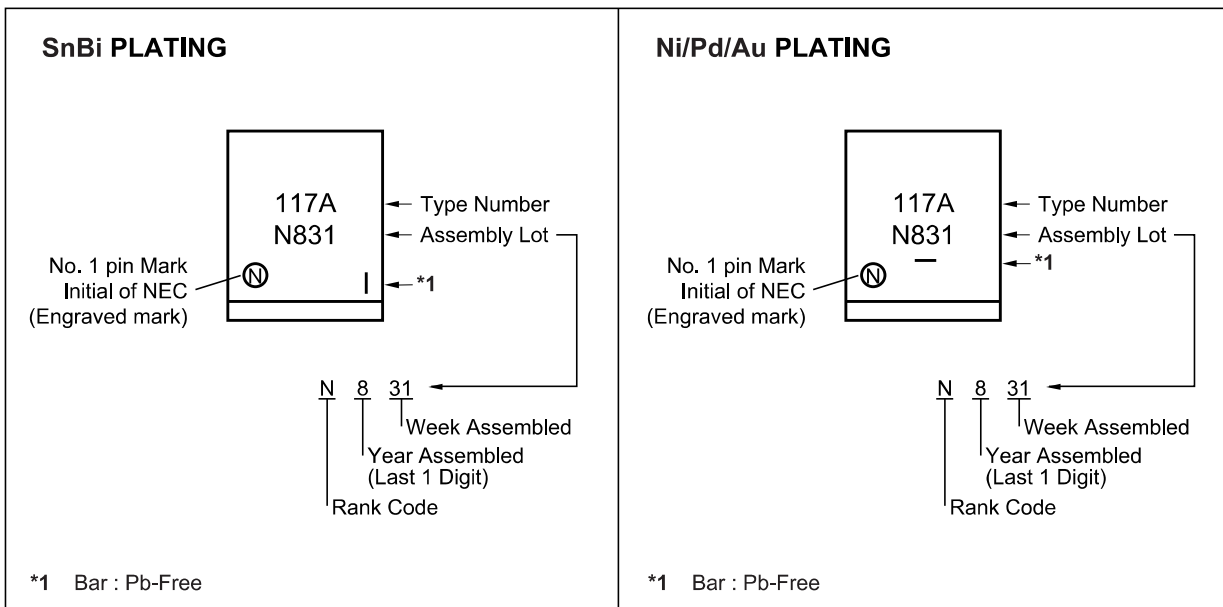 SnBi PLATING
117A
N831
Type Number
Assembly Lot
No. 1 pin Mark
Initial of NEC
(Engraved mark)
N
*1
N 8 31
Week Assembled
Year Assembled
(Last 1 Digit)
Rank Code
*1 Bar : Pb-Free
Ni/Pd/Au PLATING
117A
N831
Type Number
Assembly Lot
*1
No. 1 pin Mark
Initial of NEC
(Engraved mark)
N
N 8 31
Week Assembled
Year Assembled
(Last 1 Digit)
Rank Code
*1 Bar : Pb-Free